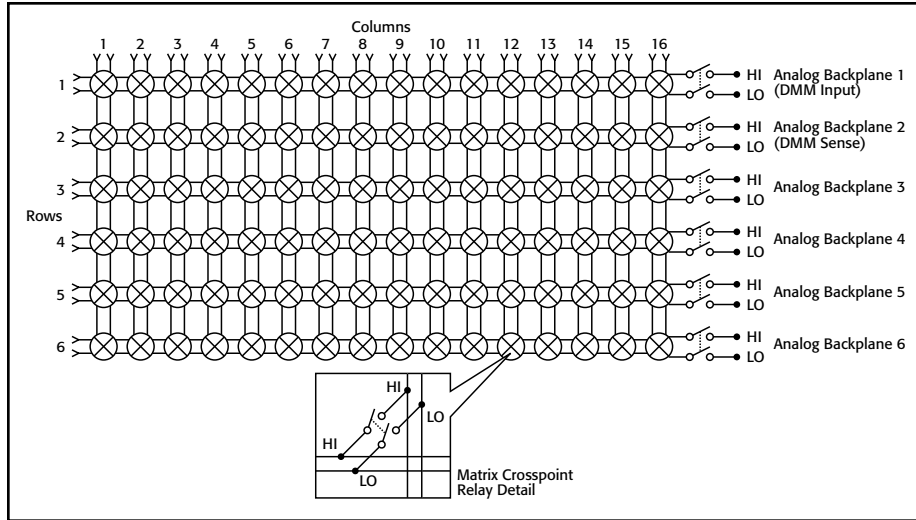 Columns
1 2 3 4 5 6 7 8 9 10 11 12 13 14 15 16
1 HI Analog Backplane 1
LO (DMM Input)
2 HI Analog Backplane 2
LO (DMM Sense)
3 HI Analog Backplane 3
LO
Rows
4 HI Analog Backplane 4
LO
5 HI Analog Backplane 5
LO
6 HI Analog Backplane 6
LO
HI
LO
HI
LO
Matrix Crosspoint
Relay Detail